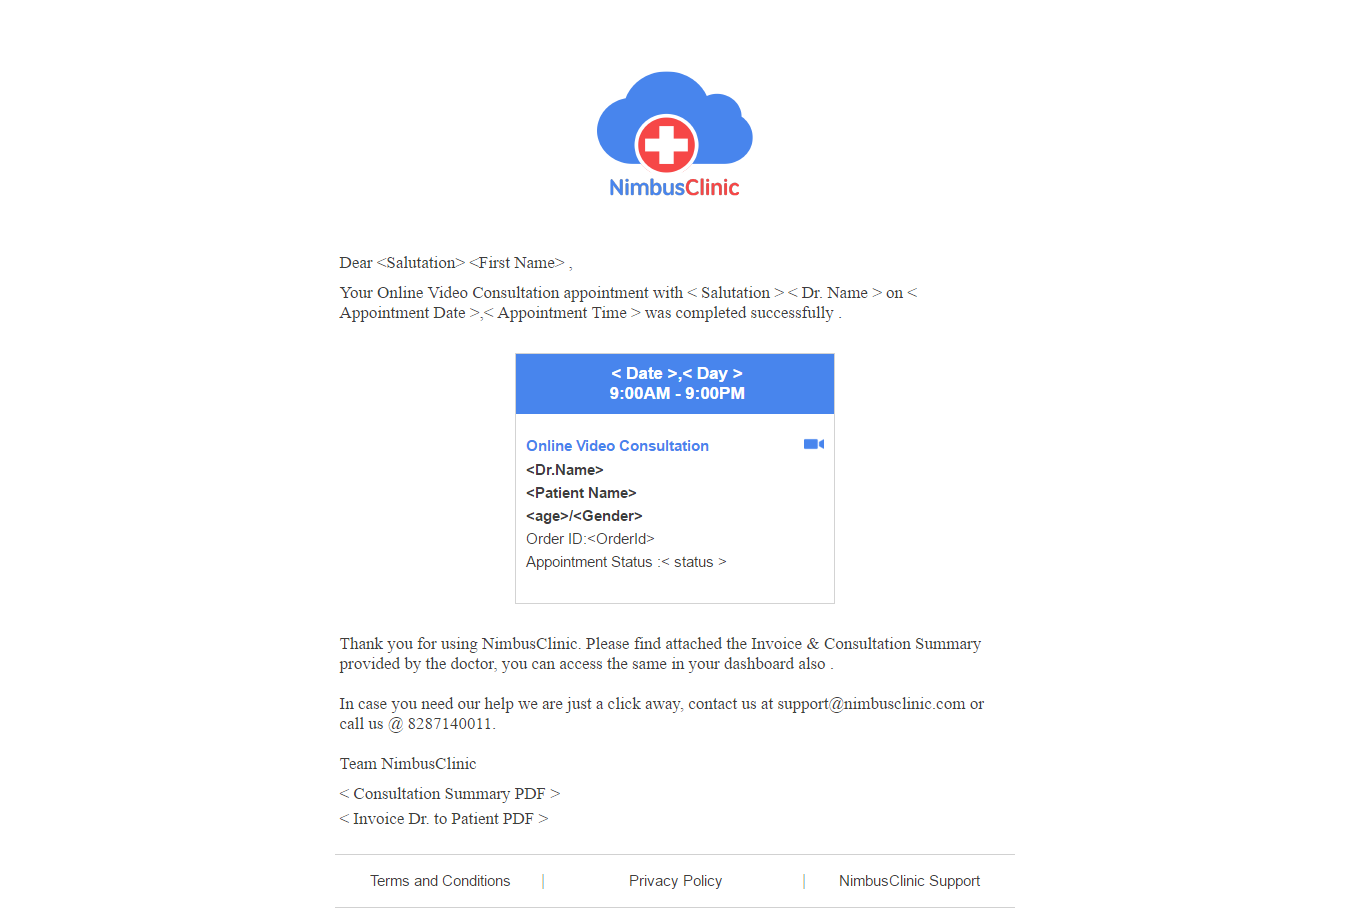 NimbusClinic
Dear <Salutation> <First Name> ,
Your Online Video Consultation appointment with < Salutation > < Dr. Name > on <
Appointment Date >,< Appointment Time > was completed successfully .
< Date >,< Day >
9:00AM - 9:00PM
Online Video Consultation
<Dr.Name>
<Patient Name>
<age>/<Gender>
Order ID:<OrderId>
Appointment Status :< status >
Thank you for using NimbusClinic. Please find attached the Invoice & Consultation Summary
provided by the doctor, you can access the same in your dashboard also .
In case you need our help we are just a click away, contact us at support@nimbusclinic.com or
call us @ 8287140011.
Team NimbusClinic
< Consultation Summary PDF >
< Invoice Dr. to Patient PDF >
Terms and Conditions | Privacy Policy | NimbusClinic Support